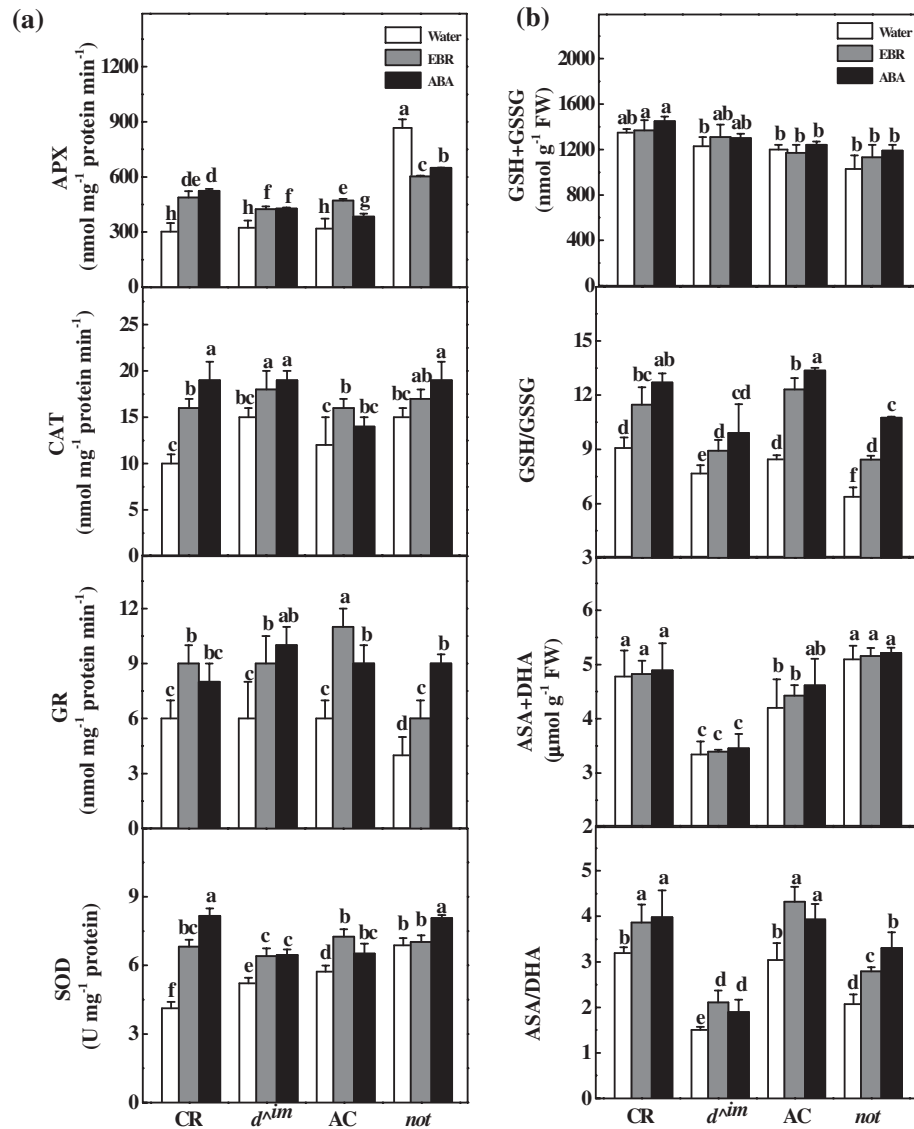 (a)
Water
EBR
ABA
APX
(nmol mg-1 protein min-1)
1200
900
600
300
0
h de d
h f f
h e g
a c b
CAT
(nmol mg-1 protein min-1)
25
20
15
10
5
0
c b a
bc a a
c b bc
bc ab a
GR
(nmol mg-1 protein min-1)
12
9
6
3
0
c b bc
c b ab
c a b
d c b
SOD
(U mg-1 protein)
9
6
3
0
f bc a
e c c
d b c
b b a
CR d^im AC not
(b)
Water
EBR
ABA
GSH+GSSG
(nmol g-1 FW)
2000
1600
1200
800
400
0
ab a a
b ab ab
b b b
b b b
GSH/GSSG
15
12
9
6
3
d bc ab
e d cd
d b a
f d c
ASA+DHA
(µmol g-1 FW)
6
5
4
3
2
a a a
c c c
b b ab
a a a
ASA/DHA
5
4
3
2
1
0
b a a
e d d
b a a
d c b
CR d^im AC not